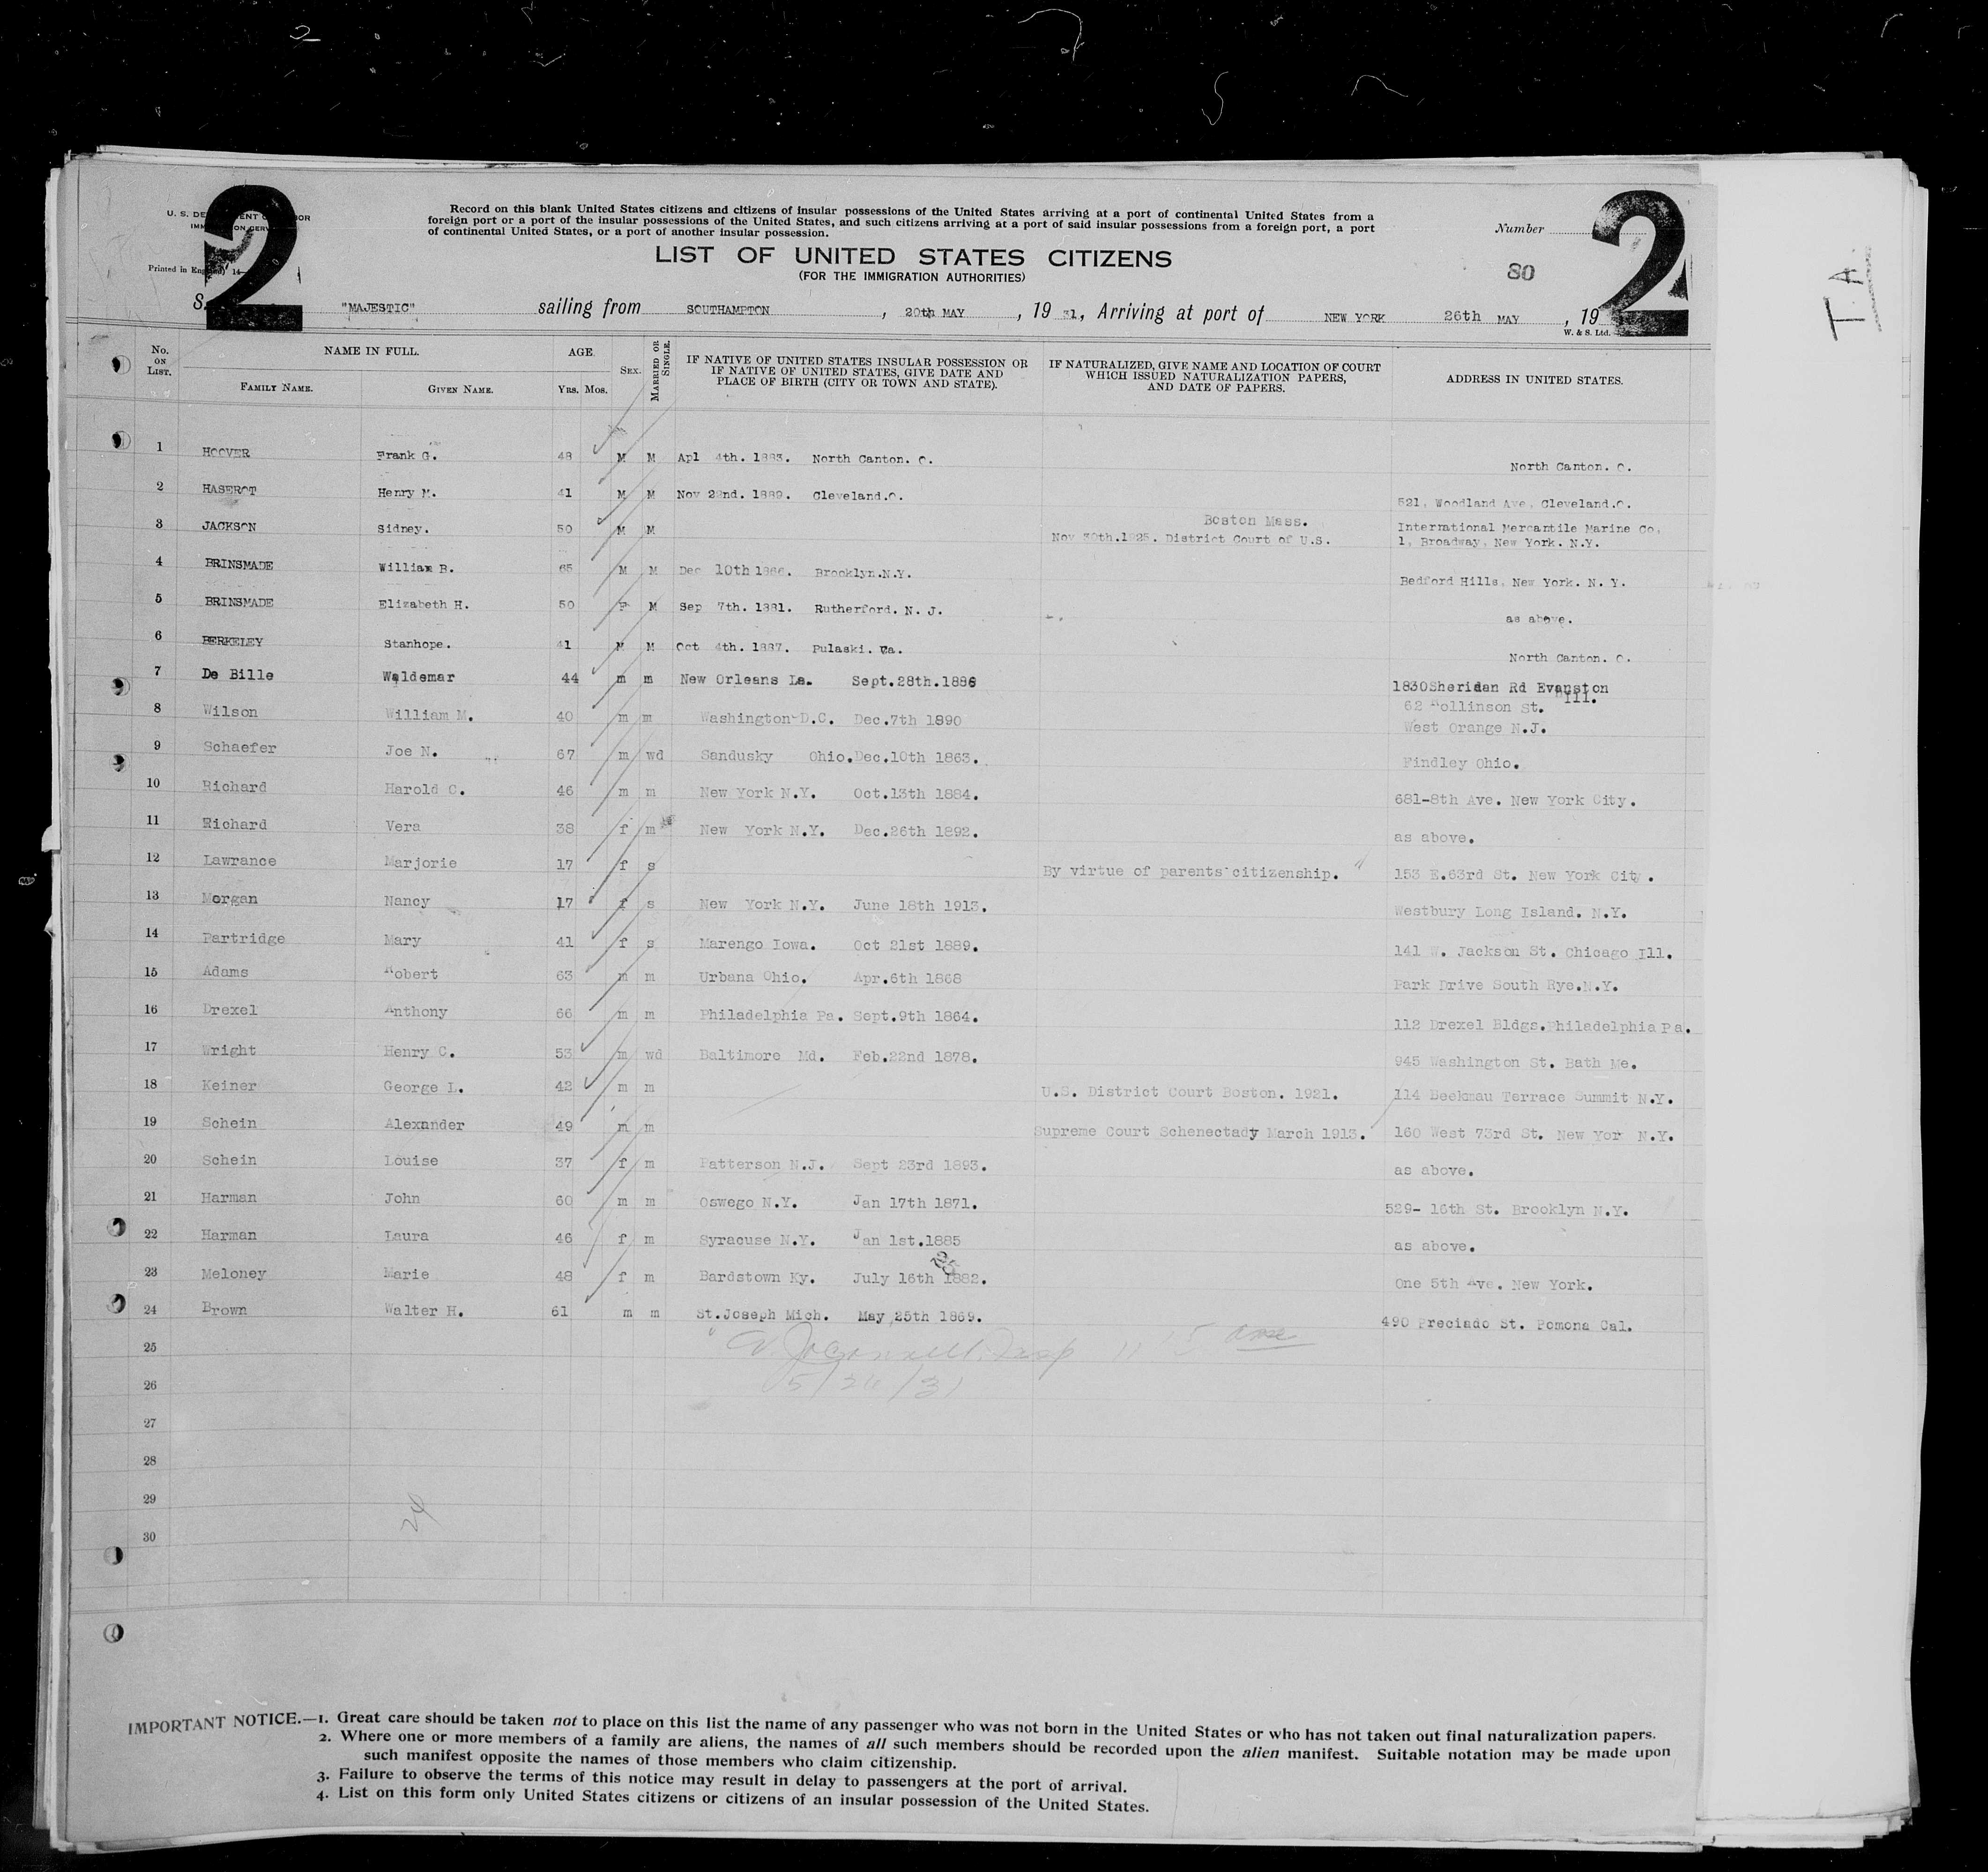 2 2
U. S. DE ENT OR
IMM ON SERV
Printed in Eng 14—
Record on this blank United States citizens and citizens of insular possessions of the United States arriving at a port of continental United States from a
foreign port or a port of the insular possessions of the United States, and such citizens arriving at a port of said insular possessions from a foreign port, a port
of continental United States, or a port of another insular possession.
Number
LIST OF UNITED STATES CITIZENS
(FOR THE IMMIGRATION AUTHORITIES)
80
TA
S. "MAJESTIC" sailing from SOUTHAMPTON, 20th MAY, 19 31, Arriving at port of NEW YORK 26th MAY, 19
W. & S. Ltd.
No. ON LIST. NAME IN FULL. FAMILY NAME. GIVEN NAME. AGE. YRS. MOS. SEX. MARRIED OR SINGLE. IF NATIVE OF UNITED STATES INSULAR POSSESSION OR IF NATIVE OF UNITED STATES, GIVE DATE AND PLACE OF BIRTH (CITY OR TOWN AND STATE). IF NATURALIZED, GIVE NAME AND LOCATION OF COURT WHICH ISSUED NATURALIZATION PAPERS, AND DATE OF PAPERS. ADDRESS IN UNITED STATES.
1 HOOVER Frank G. 48 M M Apl 4th. 1883. North Canton. O. North Canton. O.
2 HASEROT Henry M. 41 M M Nov 22nd. 1889. Cleveland.O. 521, Woodland Ave, Cleveland.O.
3 JACKSON Sidney. 50 M M Boston Mass. Nov 30th.1925. District Court of U.S. International Mercantile Marine Co, 1, Broadway, New York. N.Y.
4 BRINSMADE William B. 65 M M Dec 10th 1866. Brooklyn.N.Y. Bedford Hills, New York. N. Y.
5 BRINSMADE Elizabeth H. 50 F M Sep 7th. 1881. Rutherford. N. J. as above.
6 BERKELEY Stanhope. 41 M M Oct 4th. 1887. Pulaski. Va. North Canton. O.
7 De Bille Waldemar 44 m m New Orleans La. Sept.28th.1886 1830Sheridan Rd Evanston Ill.
8 Wilson William M. 40 m m Washington D.C. Dec.7th 1890 62 Rollinson St. West Orange N.J.
9 Schaefer Joe N. 67 m wd Sandusky Ohio.Dec.10th 1863. Findley Ohio.
10 Richard Harold C. 46 m m New York N.Y. Oct.13th 1884. 681-8th Ave. New York City.
11 Richard Vera 38 f m New York N.Y. Dec.26th 1892. as above.
12 Lawrance Marjorie 17 f s By virtue of parents'citizenship. 153 E.63rd St. New York City.
13 Morgan Nancy 17 f s New York N.Y. June 18th 1913. Westbury Long Island. N.Y.
14 Partridge Mary 41 f s Marengo Iowa. Oct 21st 1889. 141 W. Jackson St. Chicago Ill.
15 Adams Robert 63 m m Urbana Ohio. Apr.6th 1868 Park Drive South Rye.N.Y.
16 Drexel Anthony 66 m m Philadelphia Pa. Sept.9th 1864. 112 Drexel Bldgs.Philadelphia Pa.
17 Wright Henry C. 53 m wd Baltimore Md. Feb.22nd 1878. 945 Washington St. Bath Me.
18 Keiner George L. 42 m m U.S. District Court Boston. 1921. 114 Beekmau Terrace Summit N.Y.
19 Schein Alexander 49 m m Supreme Court Schenectady March 1913. 160 West 73rd St. New Yor N.Y.
20 Schein Louise 37 f m Patterson N.J. Sept 23rd 1893. as above.
21 Harman John 60 m m Oswego N.Y. Jan 17th 1871. 529- 16th St. Brooklyn N.Y.
22 Harman Laura 46 f m Syracuse N.Y. Jan 1st.1885 as above.
23 Meloney Marie 48 f m Bardstown Ky. July 16th 1882. One 5th Ave. New York.
24 Brown Walter H. 61 m m St.Joseph Mich. May 25th 1869. 490 Preciado St. Pomona Cal.
25
26 5/26/31
27
28
29
24
30
IMPORTANT NOTICE.—1. Great care should be taken not to place on this list the name of any passenger who was not born in the United States or who has not taken out final naturalization papers.
2. Where one or more members of a family are aliens, the names of all such members should be recorded upon the alien manifest. Suitable notation may be made upon
such manifest opposite the names of those members who claim citizenship.
3. Failure to observe the terms of this notice may result in delay to passengers at the port of arrival.
4. List on this form only United States citizens or citizens of an insular possession of the United States.